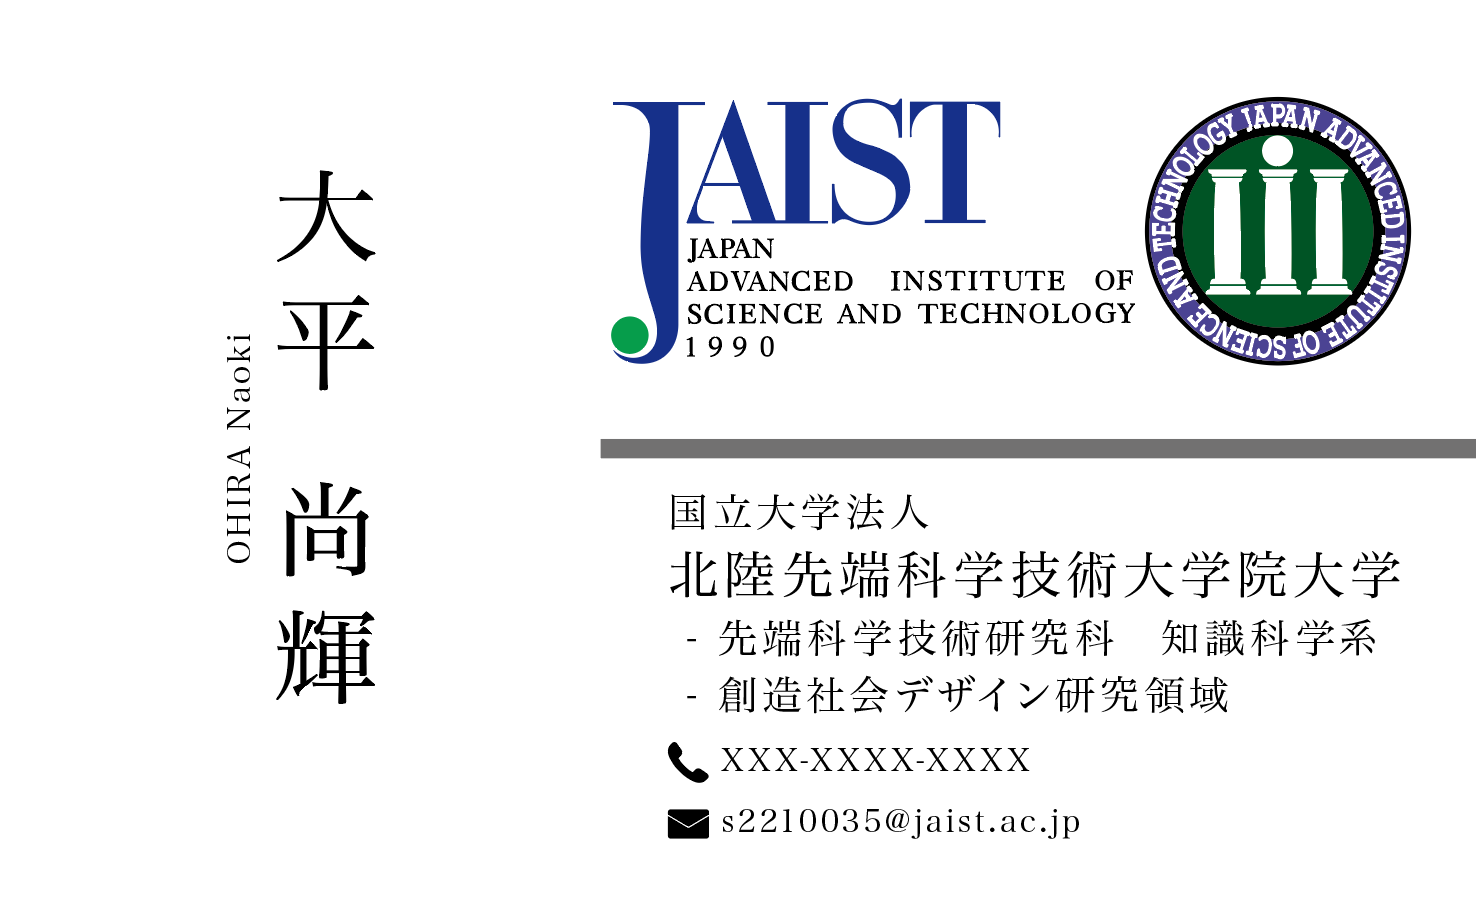 大平 尚輝
OHIRA Naoki
JAIST
JAPAN
ADVANCED INSTITUTE OF
SCIENCE AND TECHNOLOGY
1990
JAPAN ADVANCED INSTITUTE OF SCIENCE AND TECHNOLOGY
国立大学法人
北陸先端科学技術大学院大学
- 先端科学技術研究科　知識科学系
- 創造社会デザイン研究領域
XXX-XXXX-XXXX
s2210035@jaist.ac.jp